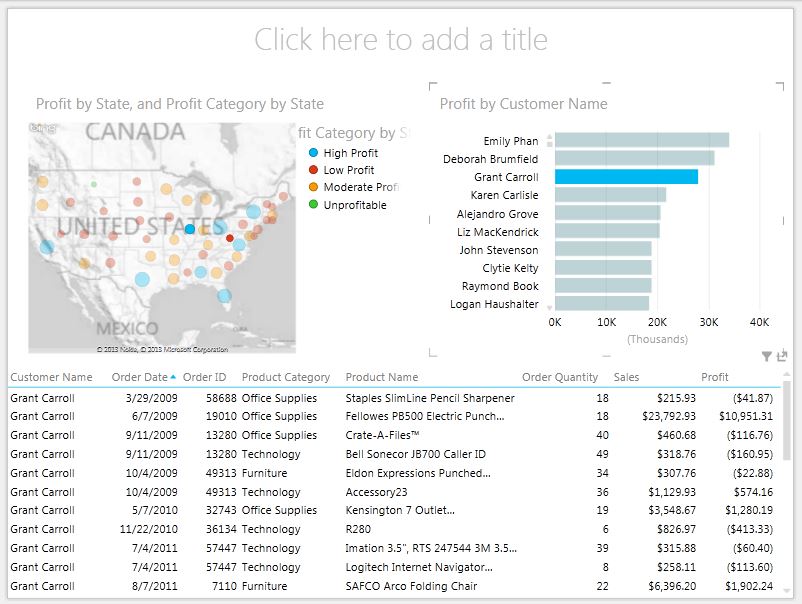 Click here to add a title
Profit by State, and Profit Category by State
CANADA
UNITED STATES
MEXICO
bing
© 2013 Nokia, © 2013 Microsoft Corporation
fit Category by S
High Profit
Low Profit
Moderate Profi
Unprofitable
Profit by Customer Name
Emily Phan
Deborah Brumfield
Grant Carroll
Karen Carlisle
Alejandro Grove
Liz MacKendrick
John Stevenson
Clytie Kelty
Raymond Book
Logan Haushalter
0K 10K 20K 30K 40K
(Thousands)
Customer Name Order Date Order ID Product Category Product Name Order Quantity Sales Profit
Grant Carroll 3/29/2009 58688 Office Supplies Staples SlimLine Pencil Sharpener 18 $215.93 ($41.87)
Grant Carroll 6/7/2009 19010 Office Supplies Fellowes PB500 Electric Punch... 18 $23,792.93 $10,951.31
Grant Carroll 9/11/2009 13280 Office Supplies Crate-A-Files™ 40 $460.68 ($116.76)
Grant Carroll 9/11/2009 13280 Technology Bell Sonecor JB700 Caller ID 49 $318.76 ($160.95)
Grant Carroll 10/4/2009 49313 Furniture Eldon Expressions Punched... 34 $307.76 ($22.88)
Grant Carroll 10/4/2009 49313 Technology Accessory23 36 $1,129.93 $574.16
Grant Carroll 5/7/2010 32743 Office Supplies Kensington 7 Outlet... 19 $3,548.67 $1,280.19
Grant Carroll 11/22/2010 36134 Technology R280 6 $826.97 ($413.33)
Grant Carroll 7/4/2011 57447 Technology Imation 3.5", RTS 247544 3M 3.5... 39 $315.88 ($60.40)
Grant Carroll 7/4/2011 57447 Technology Logitech Internet Navigator... 8 $258.11 ($113.60)
Grant Carroll 8/7/2011 7110 Furniture SAFCO Arco Folding Chair 22 $6,396.20 $1,902.24